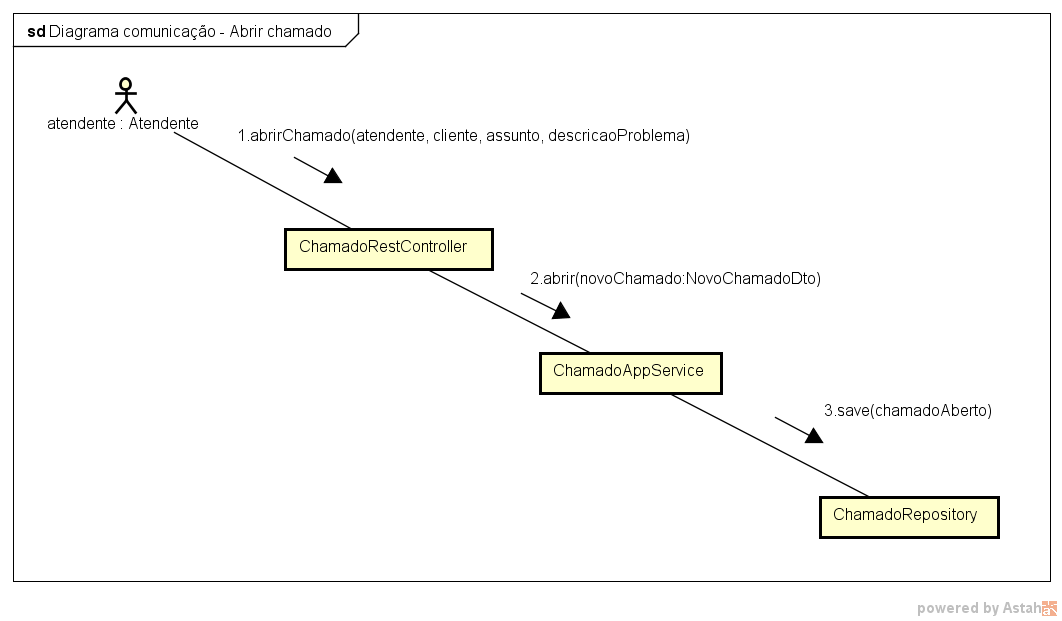 sd Diagrama comunicação - Abrir chamado
atendente : Atendente
1.abrirChamado(atendente, cliente, assunto, descricaoProblema)
ChamadoRestController
2.abrir(novoChamado:NovoChamadoDto)
ChamadoAppService
3.save(chamadoAberto)
ChamadoRepository
powered by Astah